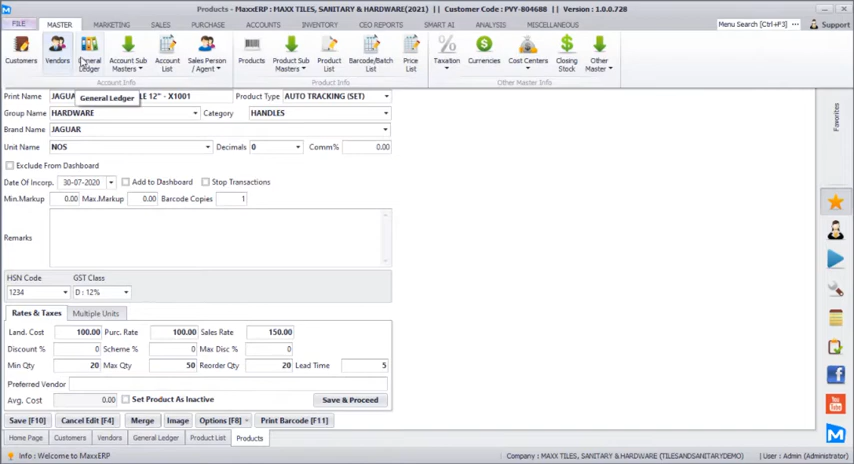 Products - MaxxERP : MAXX TILES, SANITARY & HARDWARE(2021) || Customer Code : PVY-804688 - Version : 1.0.0.728
FILE MASTER MARKETING SALES PURCHASE ACCOUNTS INVENTORY CEO REPORTS SMART AI ANALYSIS MISCELLANEOUS Menu Search [Ctrl+F3] Support
Customers Vendors General Ledger Account Sub Masters Account List Sales Person / Agent Products Product Sub Masters Product List Barcode/Batch List Price List Taxation Currencies Cost Centers Closing Stock Other Master
Account Info Product Info Other Master Info
General Ledger
Print Name JAGUA LE 12" - X1001 Product Type AUTO TRACKING (SET)
Group Name HARDWARE Category HANDLES
Brand Name JAGUAR
Unit Name NOS Decimals 0 Comm% 0.00
Exclude From Dashboard
Date Of Incorp. 30-07-2020 Add to Dashboard Stop Transactions
Min.Markup 0.00 Max.Markup 0.00 Barcode Copies 1
Remarks
HSN Code GST Class
1234 D : 12%
Rates & Taxes Multiple Units
Land. Cost 100.00 Purc. Rate 100.00 Sales Rate 150.00
Discount % 0 Scheme % 0 Max Disc % 0
Min Qty 20 Max Qty 50 Reorder Qty 20 Lead Time 5
Preferred Vendor
Avg. Cost 0.00 Set Product As Inactive Save & Proceed
Save [F10] Cancel Edit [F4] Merge Image Options [F8] Print Barcode [F11]
Home Page Customers Vendors General Ledger Product List Products
Info : Welcome to MaxxERP Company : MAXX TILES, SANITARY & HARDWARE (TILESANDSANITARYDEMO) User : Admin (Administrator)
Favorites